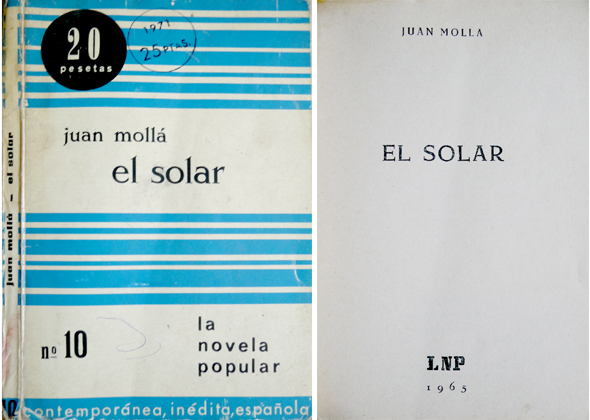 20
pesetas
1971
25 PTAS.
juan mollá
el solar
juan mollá - el solar
nº 10
la
novela
popular
contemporánea, inédita, española
JUAN MOLLA
EL SOLAR
LNP
1965